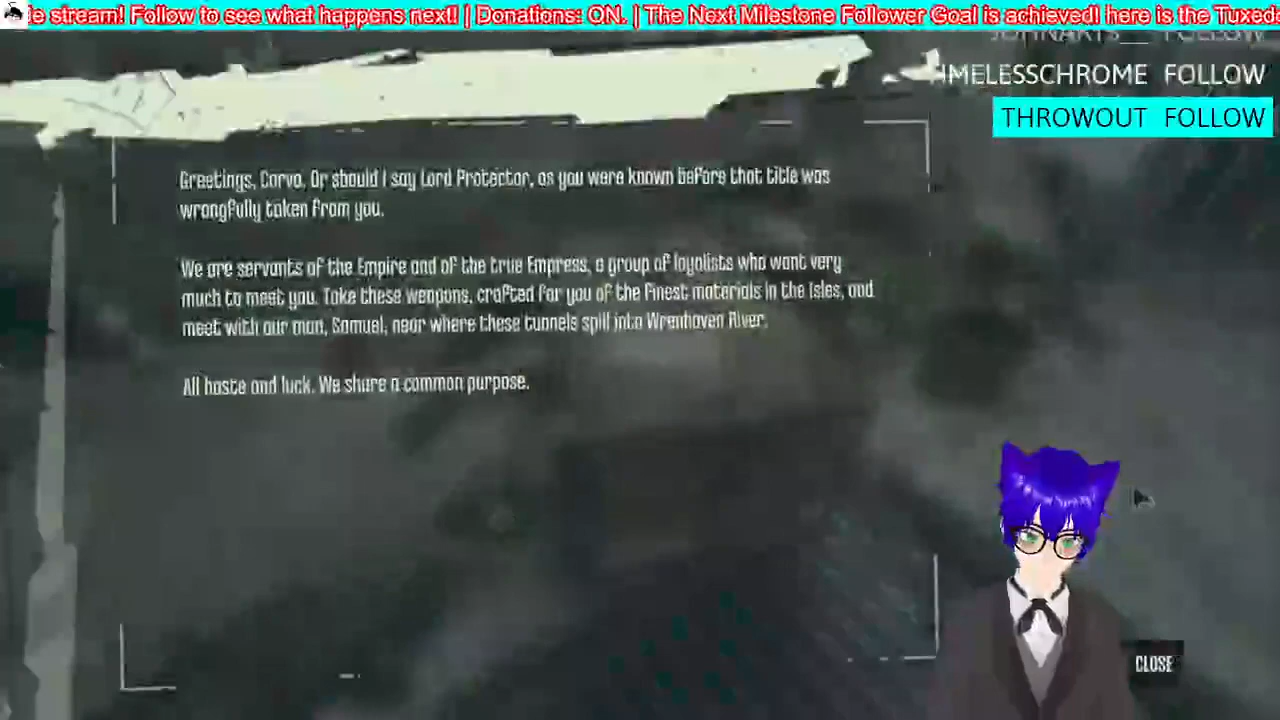 le stream! Follow to see what happens next! | Donations: ON. | The Next Milestone Follower Goal is achieved! here is the Tuxed
FOLLOW
IMELESSCHROME FOLLOW
THROWOUT FOLLOW
Greetings, Corvo. Or should I say Lord Protector, as you were known before that title was
wrongfully taken from you.
We are servants of the Empire and of the true Empress, a group of loyalists who want very
much to meet you. Take these weapons, crafted for you of the finest materials in the Isles, and
meet with our man, Samuel, near where these tunnels spill into Wrenhaven River.
All haste and luck. We share a common purpose.
CLOSE